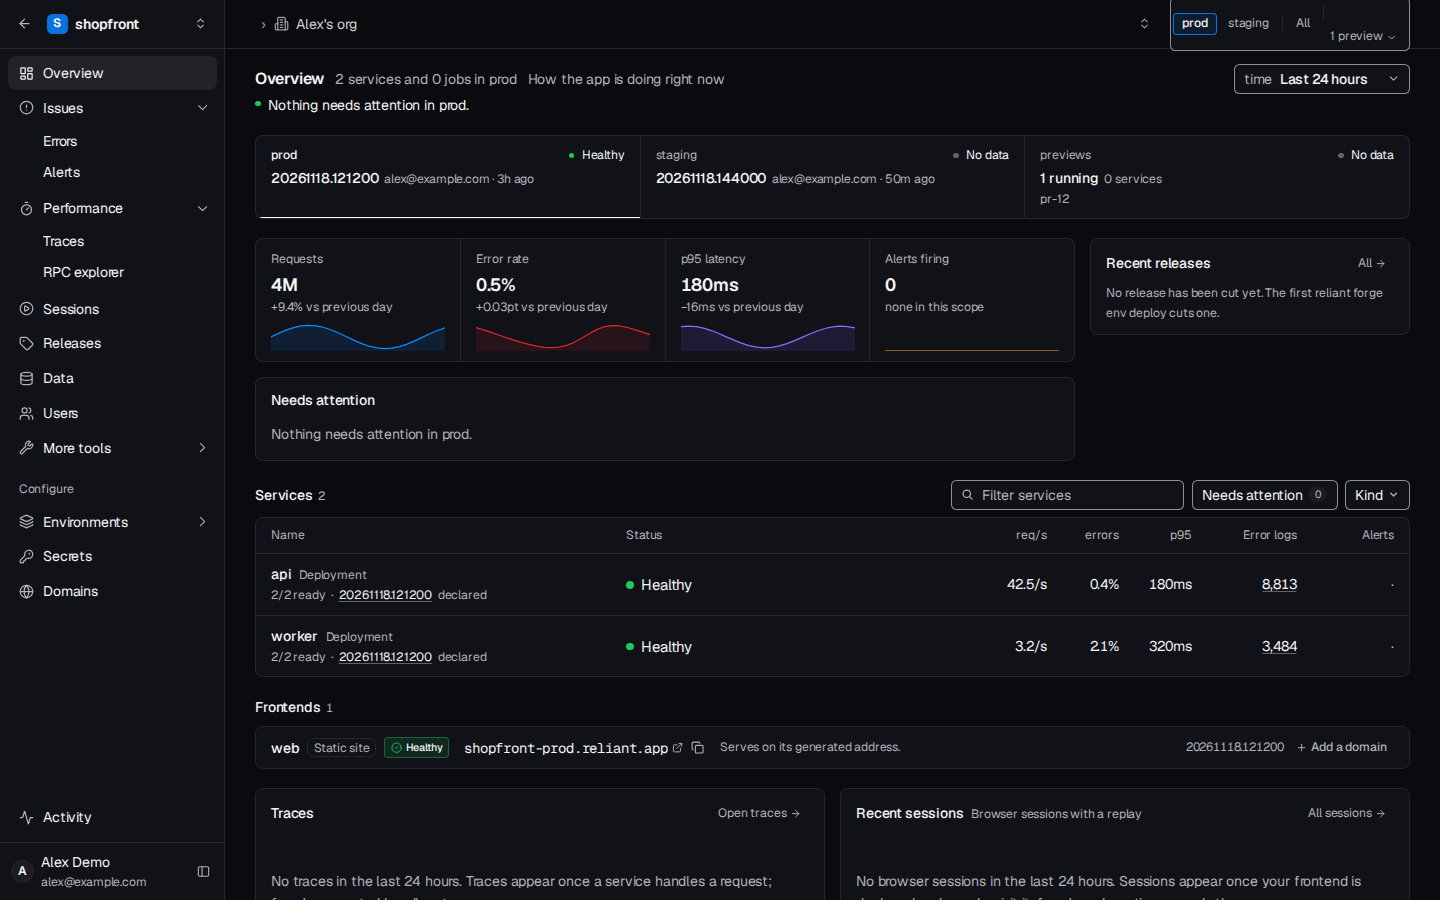 S shopfront
› Alex's org
prod staging All 1 preview
Overview
Issues
Errors
Alerts
Performance
Traces
RPC explorer
Sessions
Releases
Data
Users
More tools
Configure
Environments
Secrets
Domains
Activity
A Alex Demo
alex@example.com
Overview 2 services and 0 jobs in prod How the app is doing right now
time Last 24 hours
Nothing needs attention in prod.
prod Healthy
20261118.121200 alex@example.com · 3h ago
staging No data
20261118.144000 alex@example.com · 50m ago
previews No data
1 running 0 services
pr-12
Requests
4M
+9.4% vs previous day
Error rate
0.5%
+0.03pt vs previous day
p95 latency
180ms
−16ms vs previous day
Alerts firing
0
none in this scope
Recent releases All →
No release has been cut yet. The first reliant forge
env deploy cuts one.
Needs attention
Nothing needs attention in prod.
Services 2
Filter services
Needs attention 0
Kind
Name Status req/s errors p95 Error logs Alerts
api Deployment
2/2 ready · 20261118.121200 declared
Healthy 42.5/s 0.4% 180ms 8,813 ·
worker Deployment
2/2 ready · 20261118.121200 declared
Healthy 3.2/s 2.1% 320ms 3,484 ·
Frontends 1
web Static site Healthy shopfront-prod.reliant.app Serves on its generated address. 20261118.121200 + Add a domain
Traces Open traces →
No traces in the last 24 hours. Traces appear once a service handles a request;
Recent sessions Browser sessions with a replay All sessions →
No browser sessions in the last 24 hours. Sessions appear once your frontend is